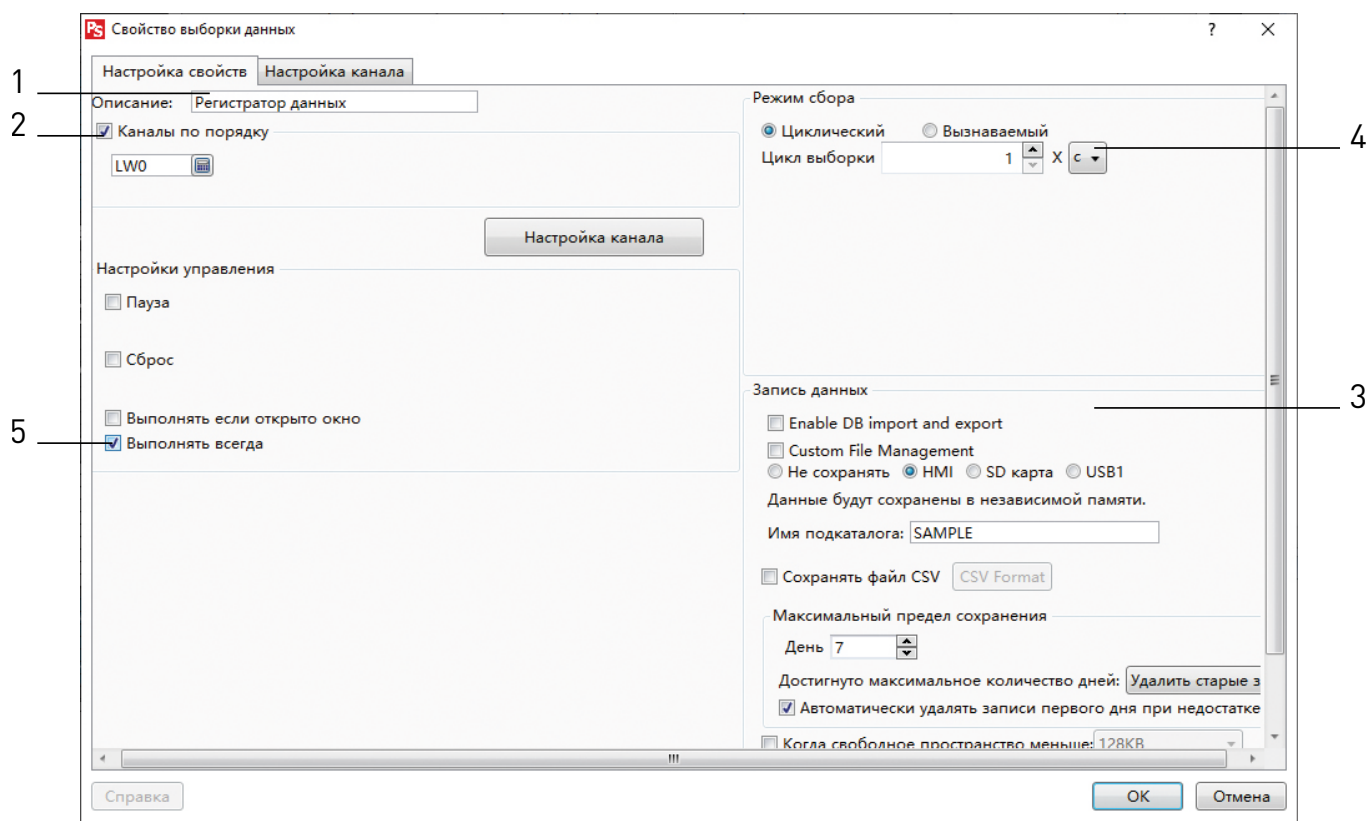 PS Свойство выборки данных ?
Настройка свойств Настройка канала
1
Описание: Регистратор данных
2
Каналы по порядку
LW0
Настройка канала
Настройки управления
Пауза
Сброс
Выполнять если открыто окно
5
Выполнять всегда
Режим сбора
Циклический Вызнаваемый
4
Цикл выборки 1 X с
Запись данных
3
Enable DB import and export
Custom File Management
Не сохранять HMI SD карта USB1
Данные будут сохранены в независимой памяти.
Имя подкаталога: SAMPLE
Сохранять файл CSV CSV Format
Максимальный предел сохранения
День 7
Достигнуто максимальное количество дней: Удалить старые з
Автоматически удалять записи первого дня при недостатке
Когда свободное пространство меньше: 128KB
Справка OK Отмена